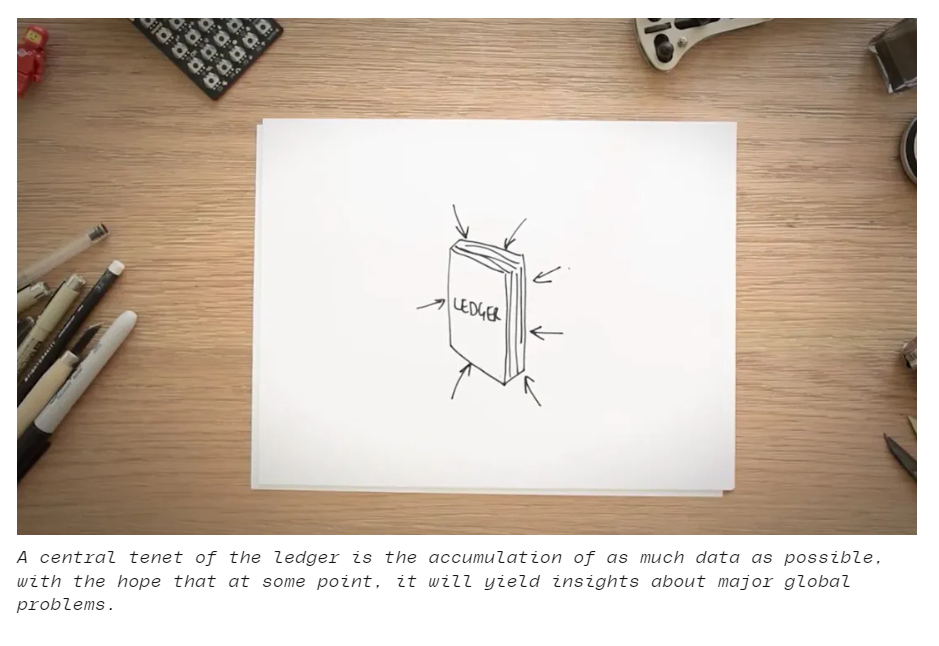 LEDGER
A central tenet of the ledger is the accumulation of as much data as possible,
with the hope that at some point, it will yield insights about major global
problems.